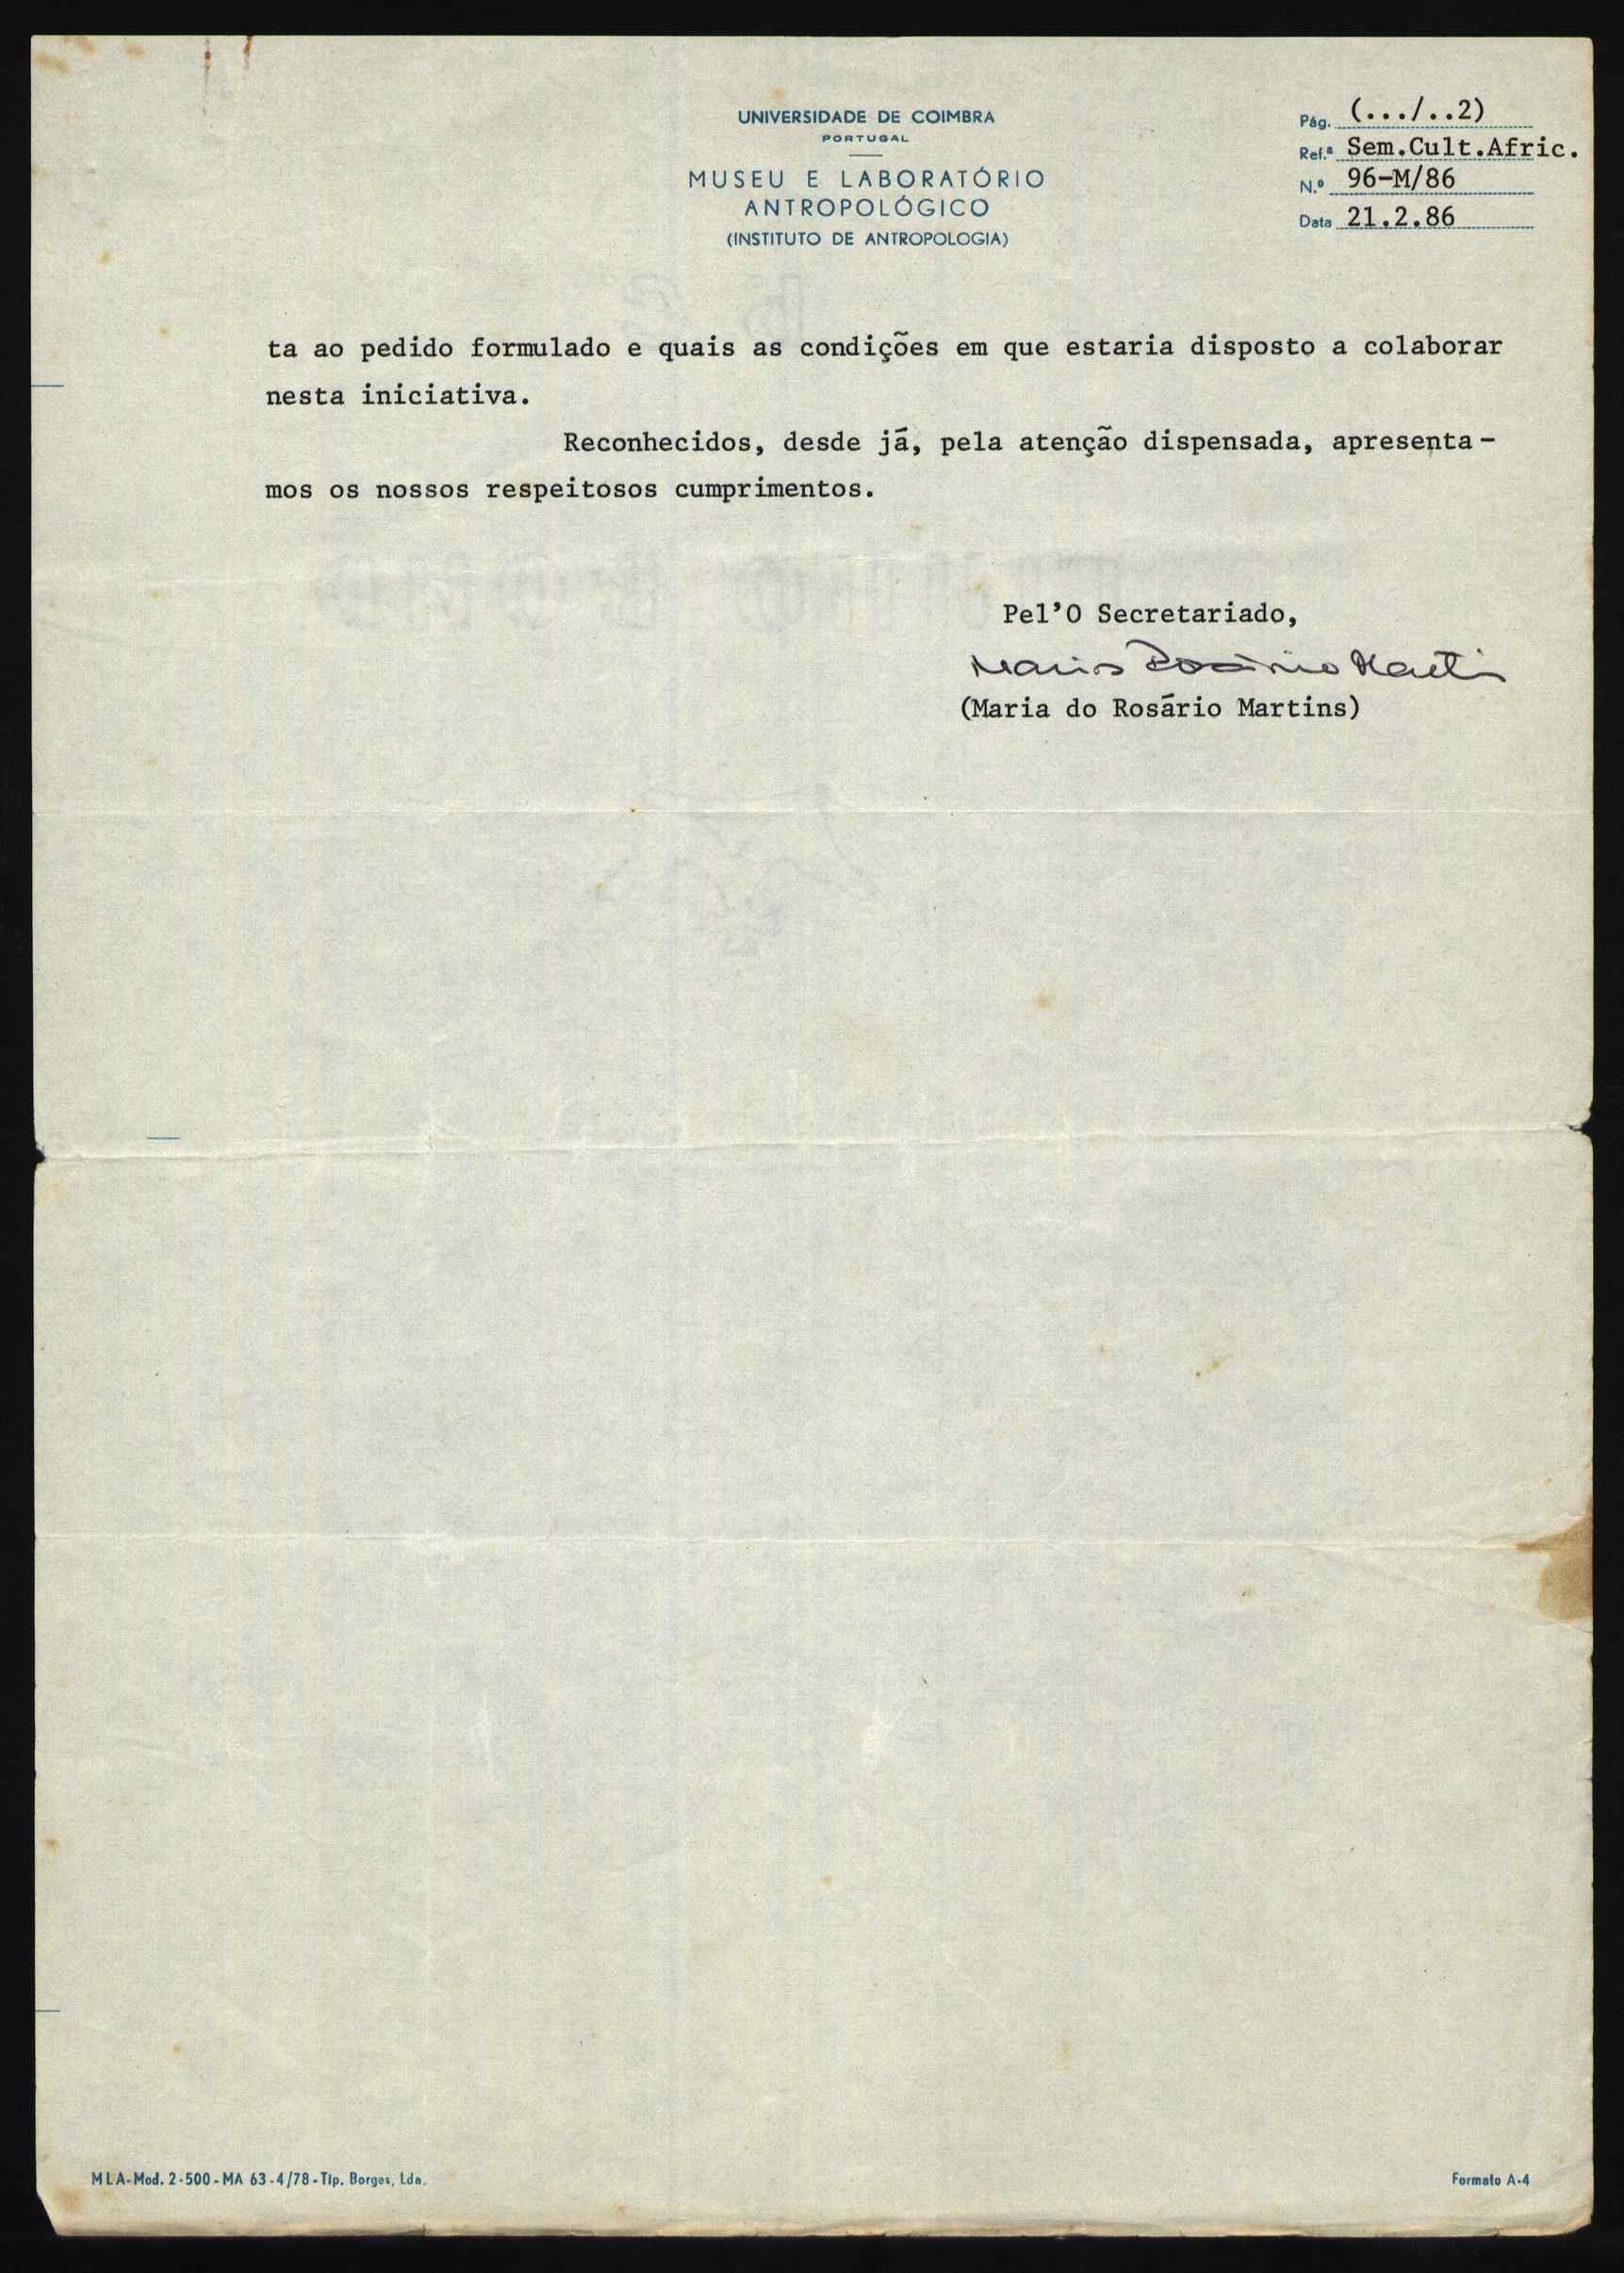 UNIVERSIDADE DE COIMBRA
PORTUGAL
MUSEU E LABORATÓRIO
ANTROPOLÓGICO
(INSTITUTO DE ANTROPOLOGIA)
Pág. (.../..2)
Ref.ª Sem.Cult.Afric.
N.º 96-M/86
Data 21.2.86
ta ao pedido formulado e quais as condições em que estaria disposto a colaborar
nesta iniciativa.
Reconhecidos, desde já, pela atenção dispensada, apresenta-
mos os nossos respeitosos cumprimentos.
Pel'O Secretariado,
Maria Rosário Martins
(Maria do Rosário Martins)
MLA-Mod. 2-500-MA 63-4/78-Tip. Borges, Lda.
Formato A-4